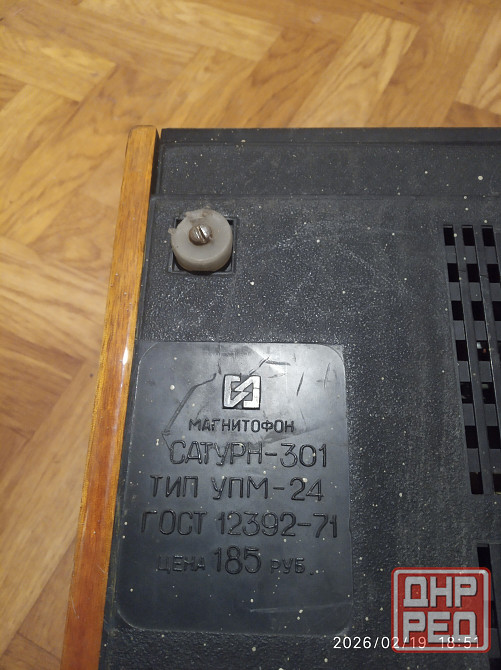 МАГНИТОФОН
САТУРН-301
ТИП УПМ-24
ГОСТ 12392-71
ЦЕНА 185 РУБ.
ДНР
РЕД
2026/02/19 18:51